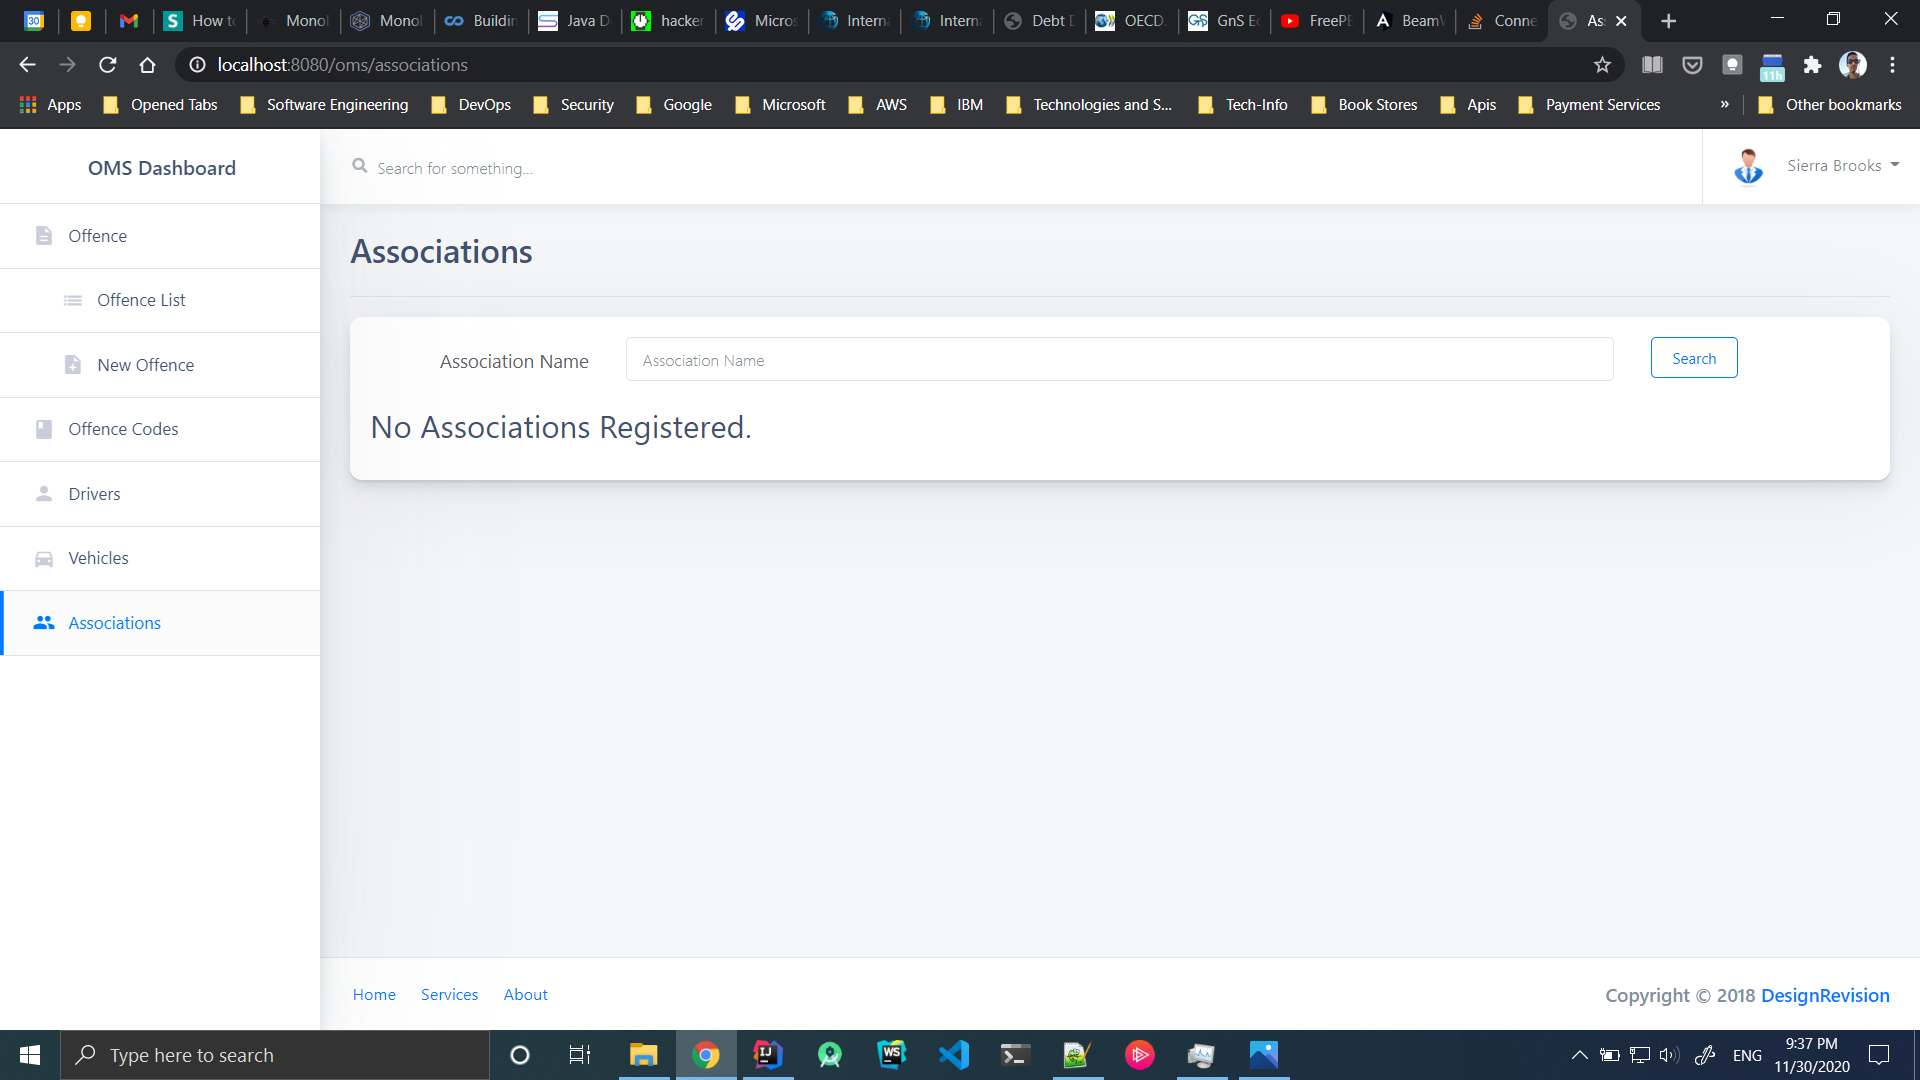 How to
Monol
Monol
Buildin
Java D
hacker
Micros
Interna
Interna
Debt D
OECD
GnS Ec
FreePB
BeamV
Conne
As
localhost:8080/oms/associations
11h
Apps
Opened Tabs
Software Engineering
DevOps
Security
Google
Microsoft
AWS
IBM
Technologies and S...
Tech-Info
Book Stores
Apis
Payment Services
»
Other bookmarks
OMS Dashboard
Search for something...
Sierra Brooks
Offence
Offence List
New Offence
Offence Codes
Drivers
Vehicles
Associations
Associations
Association Name
Association Name
Search
No Associations Registered.
Home
Services
About
Copyright © 2018 DesignRevision
Type here to search
ENG
9:37 PM
11/30/2020